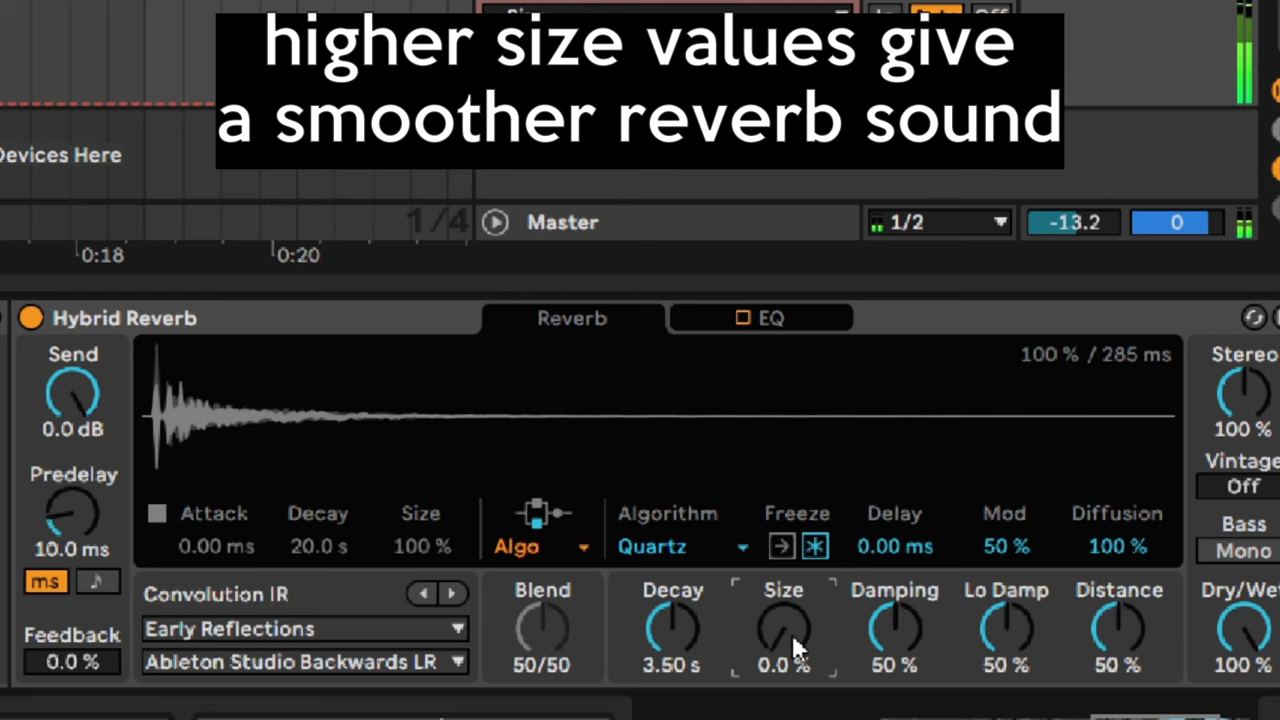 higher size values give
a smoother reverb sound
Devices Here
1/4
Master
1/2
-13.2
0
0:18
0:20
Hybrid Reverb
Reverb
EQ
Send
0.0 dB
Predelay
10.0 ms
ms
Feedback
0.0 %
100 % / 285 ms
Attack Decay Size
0.00 ms 20.0 s 100 %
Algo
Algorithm Freeze Delay Mod Diffusion
Quartz 0.00 ms 50 % 100 %
Convolution IR
Early Reflections
Ableton Studio Backwards LR
Blend Decay Size Damping Lo Damp Distance
50/50 3.50 s 0.0 % 50 % 50 % 50 %
Stereo
100 %
Vintage
Off
Bass
Mono
Dry/Wet
100 %